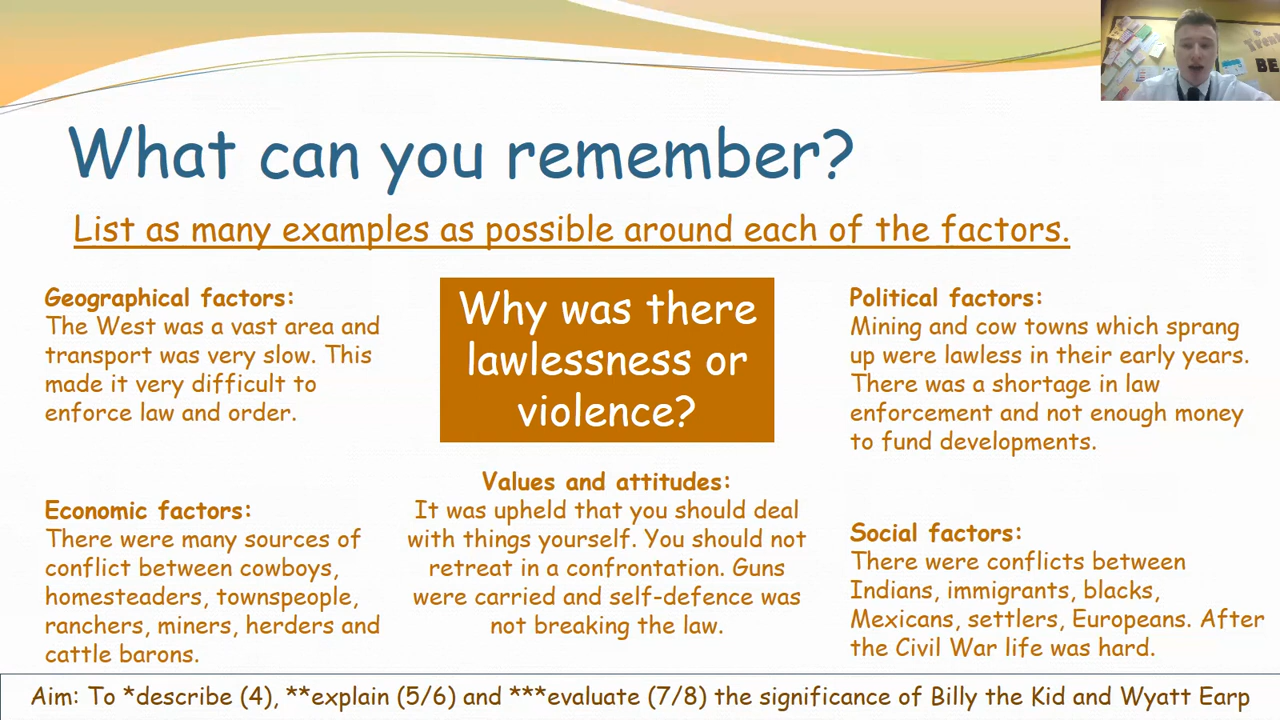 What can you remember?
List as many examples as possible around each of the factors.
Geographical factors:
The West was a vast area and
transport was very slow. This
made it very difficult to
enforce law and order.
Why was there
lawlessness or
violence?
Political factors:
Mining and cow towns which sprang
up were lawless in their early years.
There was a shortage in law
enforcement and not enough money
to fund developments.
Economic factors:
There were many sources of
conflict between cowboys,
homesteaders, townspeople,
ranchers, miners, herders and
cattle barons.
Values and attitudes:
It was upheld that you should deal
with things yourself. You should not
retreat in a confrontation. Guns
were carried and self-defence was
not breaking the law.
Social factors:
There were conflicts between
Indians, immigrants, blacks,
Mexicans, settlers, Europeans. After
the Civil War life was hard.
Aim: To *describe (4), **explain (5/6) and ***evaluate (7/8) the significance of Billy the Kid and Wyatt Earp
BE